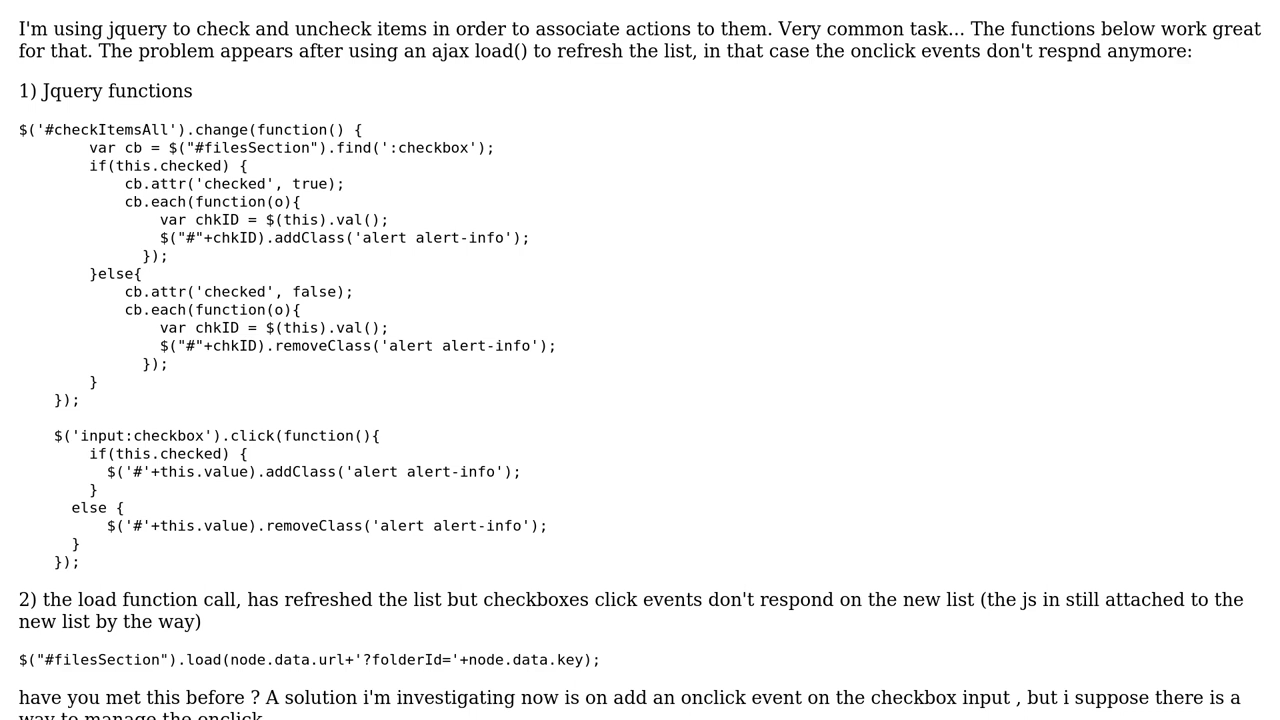 I'm using jquery to check and uncheck items in order to associate actions to them. Very common task... The functions below work great
for that. The problem appears after using an ajax load() to refresh the list, in that case the onclick events don't respnd anymore:
1) Jquery functions
$('#checkItemsAll').change(function() {
        var cb = $("#filesSection").find(':checkbox');
        if(this.checked) {
            cb.attr('checked', true);
            cb.each(function(o){
                var chkID = $(this).val();
                $("#"+chkID).addClass('alert alert-info');
              });
        }else{
            cb.attr('checked', false);
            cb.each(function(o){
                var chkID = $(this).val();
                $("#"+chkID).removeClass('alert alert-info');
              });
        }
    });
    $('input:checkbox').click(function(){
        if(this.checked) {
          $('#'+this.value).addClass('alert alert-info');
        }
      else {
          $('#'+this.value).removeClass('alert alert-info');
      }
    });
2) the load function call, has refreshed the list but checkboxes click events don't respond on the new list (the js in still attached to the
new list by the way)
$("#filesSection").load(node.data.url+'?folderId='+node.data.key);
have you met this before ? A solution i'm investigating now is on add an onclick event on the checkbox input , but i suppose there is a
way to manage the onclick